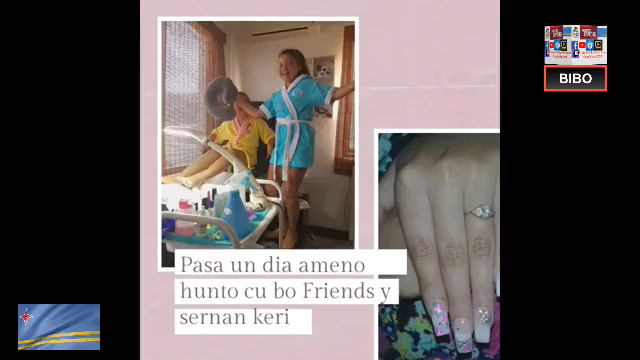 BIBO
Pasa un dia ameno
hunto cu bo Friends y
sernan keri